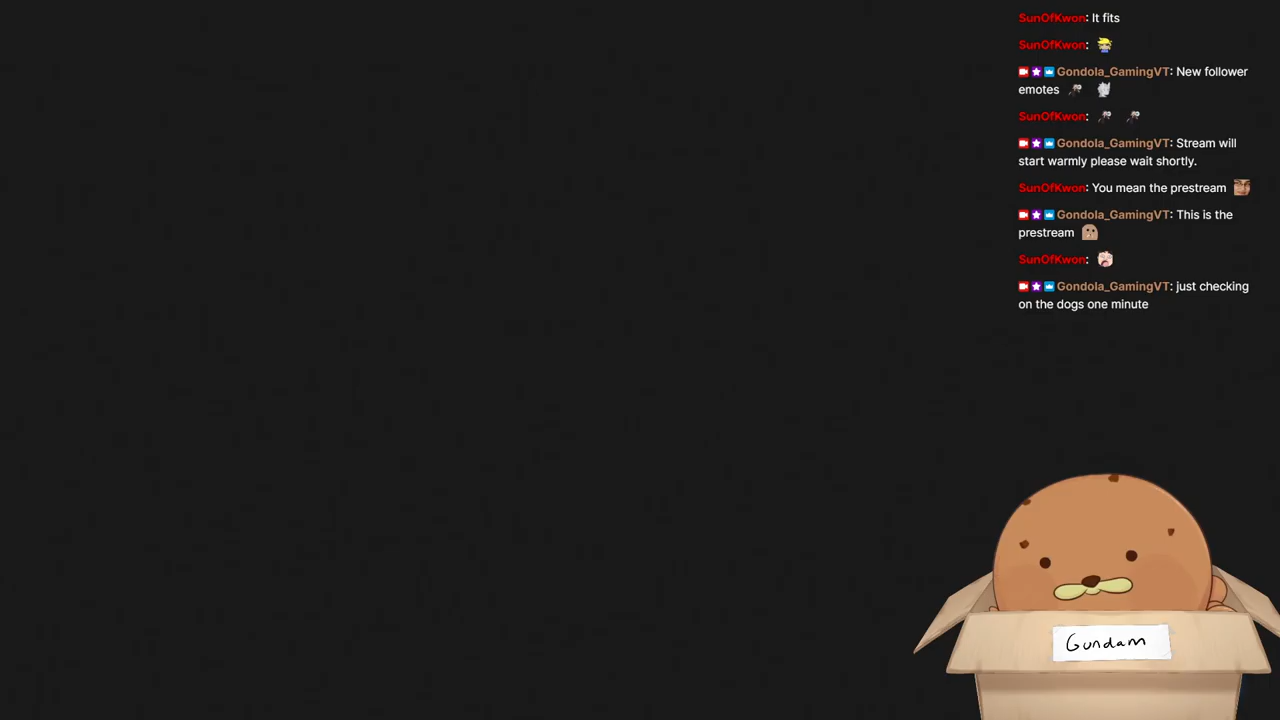 SunOfKwon: It fits
SunOfKwon:
Gondola_GamingVT: New follower
emotes
SunOfKwon:
Gondola_GamingVT: Stream will
start warmly please wait shortly.
SunOfKwon: You mean the prestream
Gondola_GamingVT: This is the
prestream
SunOfKwon:
Gondola_GamingVT: just checking
on the dogs one minute
Gundam